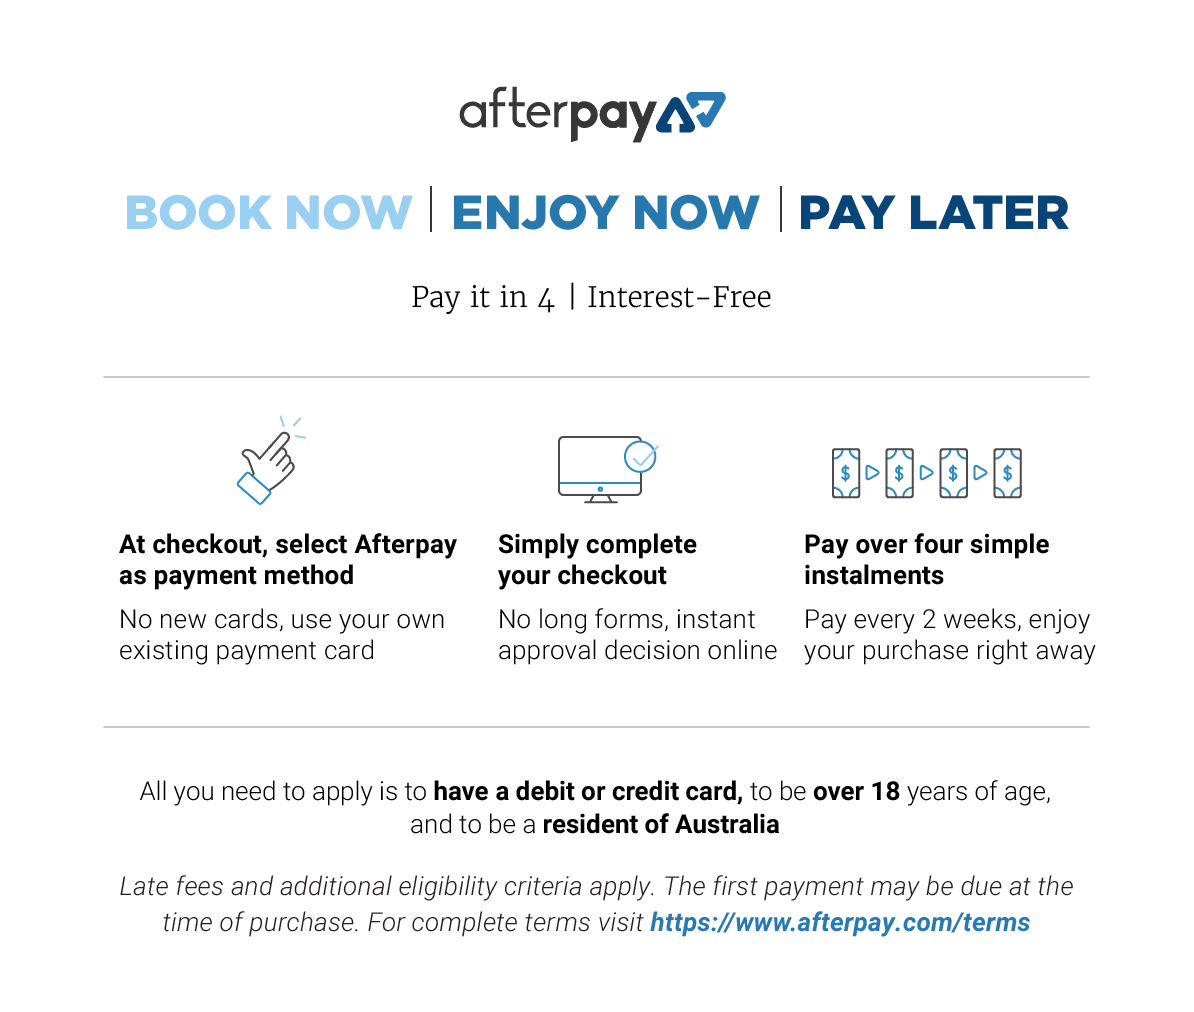 afterpay
BOOK NOW | ENJOY NOW | PAY LATER
Pay it in 4 | Interest-Free
$ $ $ $
At checkout, select Afterpay
as payment method
No new cards, use your own
existing payment card
Simply complete
your checkout
No long forms, instant
approval decision online
Pay over four simple
instalments
Pay every 2 weeks, enjoy
your purchase right away
All you need to apply is to have a debit or credit card, to be over 18 years of age,
and to be a resident of Australia
Late fees and additional eligibility criteria apply. The first payment may be due at the
time of purchase. For complete terms visit https://www.afterpay.com/terms